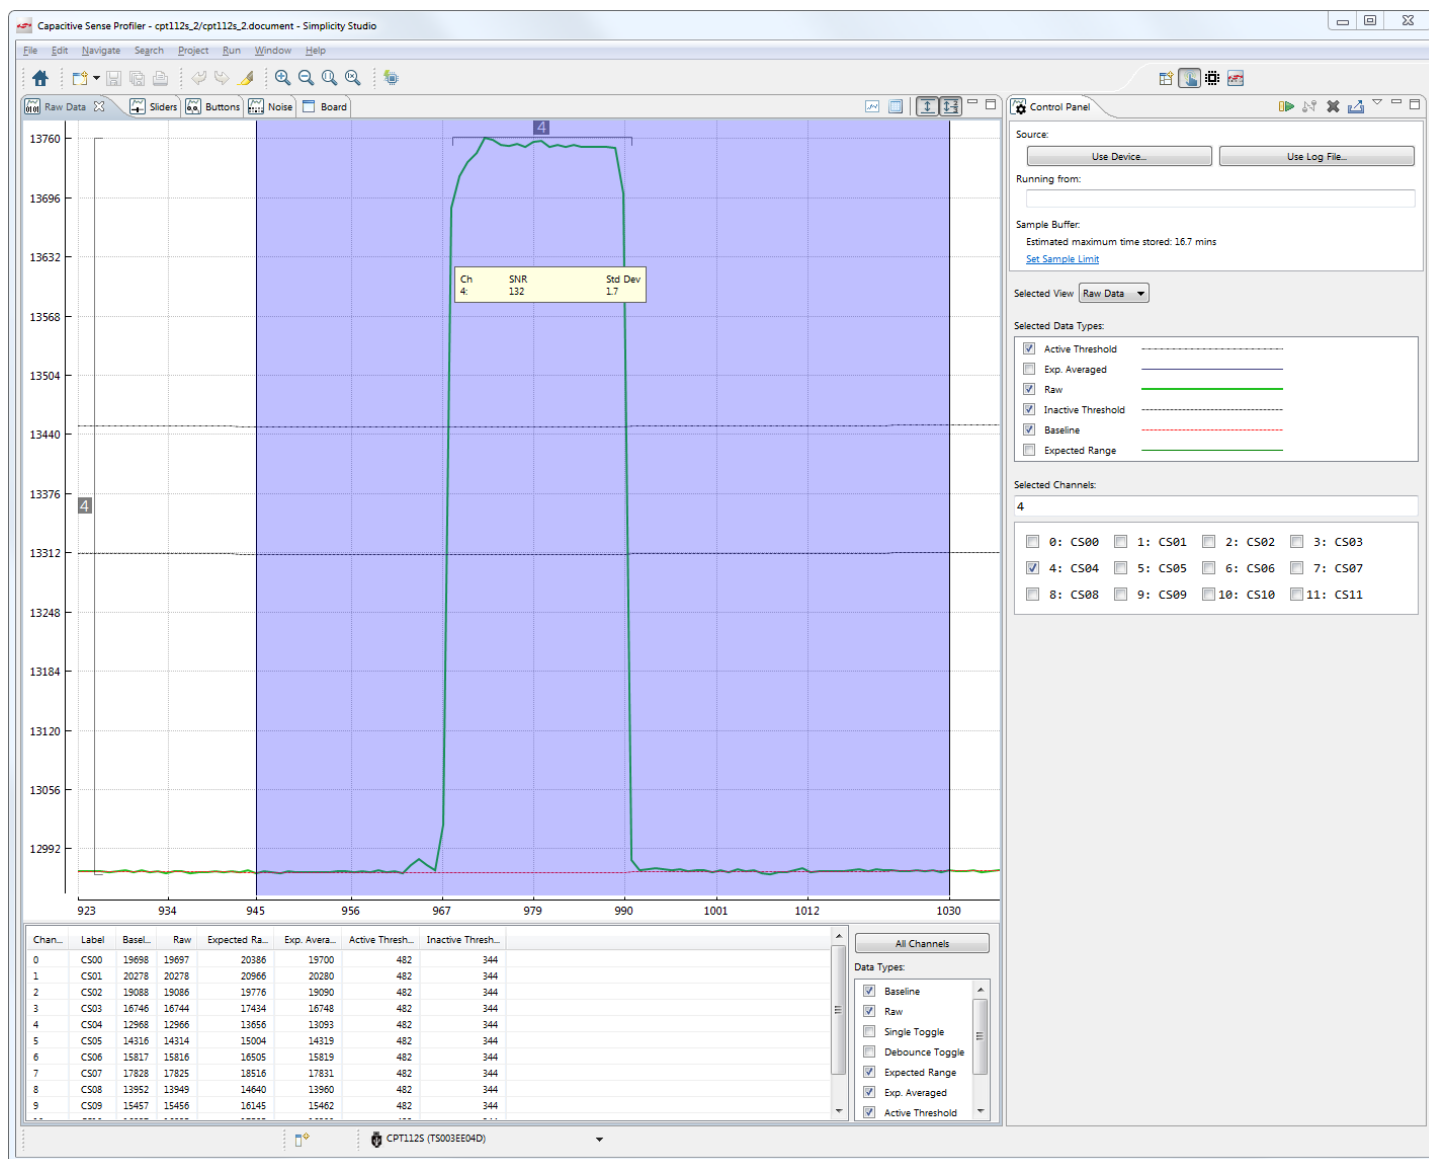 Capacitive Sense Profiler - cpt112s_2/cpt112s_2.document - Simplicity Studio
File Edit Navigate Search Project Run Window Help
Raw Data Sliders Buttons Noise Board
13760
13696
13632
13568
13504
13440
13376
13312
13248
13184
13120
13056
12992
4
4
Ch SNR Std Dev
4: 132 1.7
923 934 945 956 967 979 990 1001 1012 1030
Control Panel
Source:
Use Device... Use Log File...
Running from:
Sample Buffer:
Estimated maximum time stored: 16.7 mins
Set Sample Limit
Selected View Raw Data
Selected Data Types:
Active Threshold
Exp. Averaged
Raw
Inactive Threshold
Baseline
Expected Range
Selected Channels:
4
0: CS00 1: CS01 2: CS02 3: CS03
4: CS04 5: CS05 6: CS06 7: CS07
8: CS08 9: CS09 10: CS10 11: CS11
Chan... Label Basel... Raw Expected Ra... Exp. Avera... Active Thresh... Inactive Thresh...
0 CS00 19698 19697 20386 19700 482 344
1 CS01 20278 20278 20966 20280 482 344
2 CS02 19088 19086 19776 19090 482 344
3 CS03 16746 16744 17434 16748 482 344
4 CS04 12968 12966 13656 13093 482 344
5 CS05 14316 14314 15004 14319 482 344
6 CS06 15817 15816 16505 15819 482 344
7 CS07 17828 17825 18516 17831 482 344
8 CS08 13952 13949 14640 13960 482 344
9 CS09 15457 15456 16145 15462 482 344
All Channels
Data Types:
Baseline
Raw
Single Toggle
Debounce Toggle
Expected Range
Exp. Averaged
Active Threshold
CPT112S (TS003EE04D)